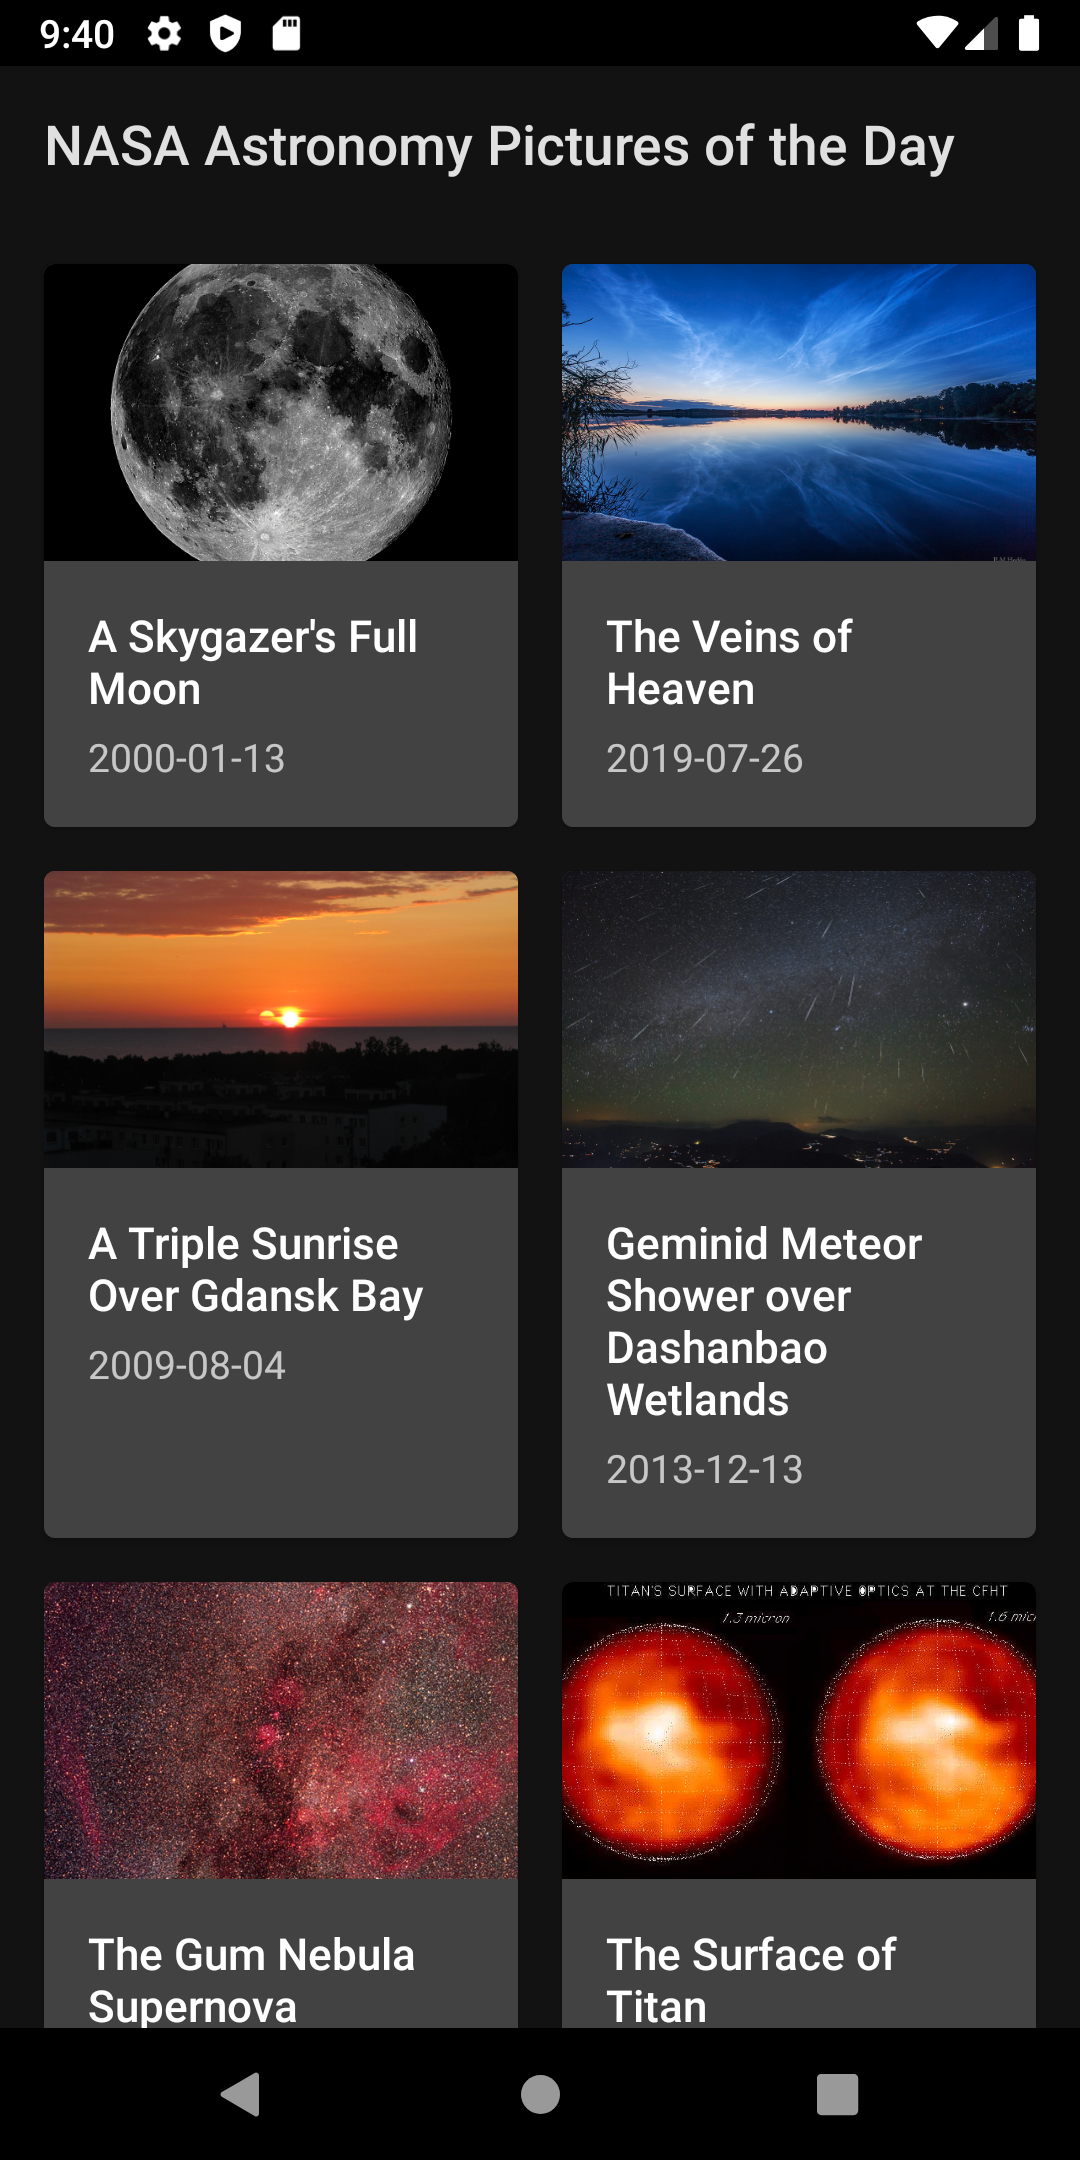 9:40
NASA Astronomy Pictures of the Day
A Skygazer's Full
Moon
2000-01-13
The Veins of
Heaven
2019-07-26
A Triple Sunrise
Over Gdansk Bay
2009-08-04
Geminid Meteor
Shower over
Dashanbao
Wetlands
2013-12-13
TITAN'S SURFACE WITH ADAPTIVE OPTICS AT THE CFHT
1.3 micron
1.6 micr
The Gum Nebula
Supernova
The Surface of
Titan